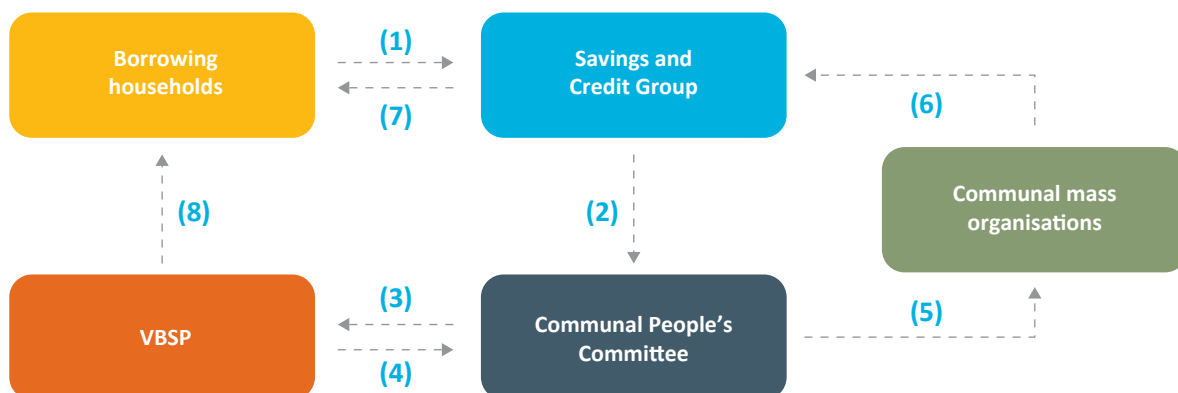 Borrowing
households
(1)
(7)
Savings and
Credit Group
(6)
Communal mass
organisations
(8)
(2)
VBSP
(3)
(4)
Communal People's
Committee
(5)